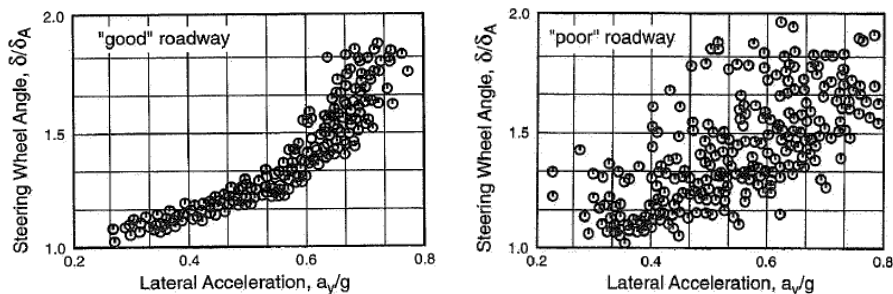 "good" roadway
Steering Wheel Angle, δ/δA
2.0
1.5
1.0
0.2
0.4
0.6
0.8
Lateral Acceleration, ay/g
"poor" roadway
Steering Wheel Angle, δ/δA
2.0
1.5
1.0
0.2
0.4
0.6
0.8
Lateral Acceleration, ay/g